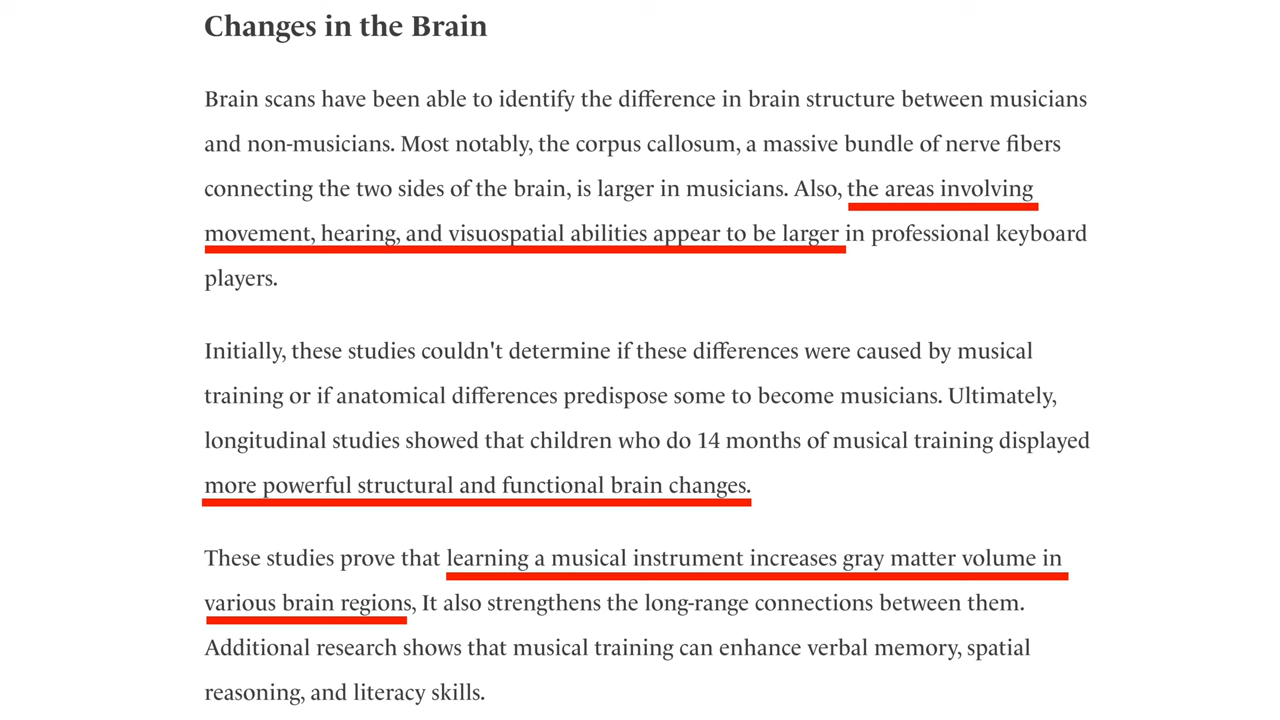 Changes in the Brain
Brain scans have been able to identify the difference in brain structure between musicians
and non-musicians. Most notably, the corpus callosum, a massive bundle of nerve fibers
connecting the two sides of the brain, is larger in musicians. Also, the areas involving
movement, hearing, and visuospatial abilities appear to be larger in professional keyboard
players.
Initially, these studies couldn't determine if these differences were caused by musical
training or if anatomical differences predispose some to become musicians. Ultimately,
longitudinal studies showed that children who do 14 months of musical training displayed
more powerful structural and functional brain changes.
These studies prove that learning a musical instrument increases gray matter volume in
various brain regions, It also strengthens the long-range connections between them.
Additional research shows that musical training can enhance verbal memory, spatial
reasoning, and literacy skills.